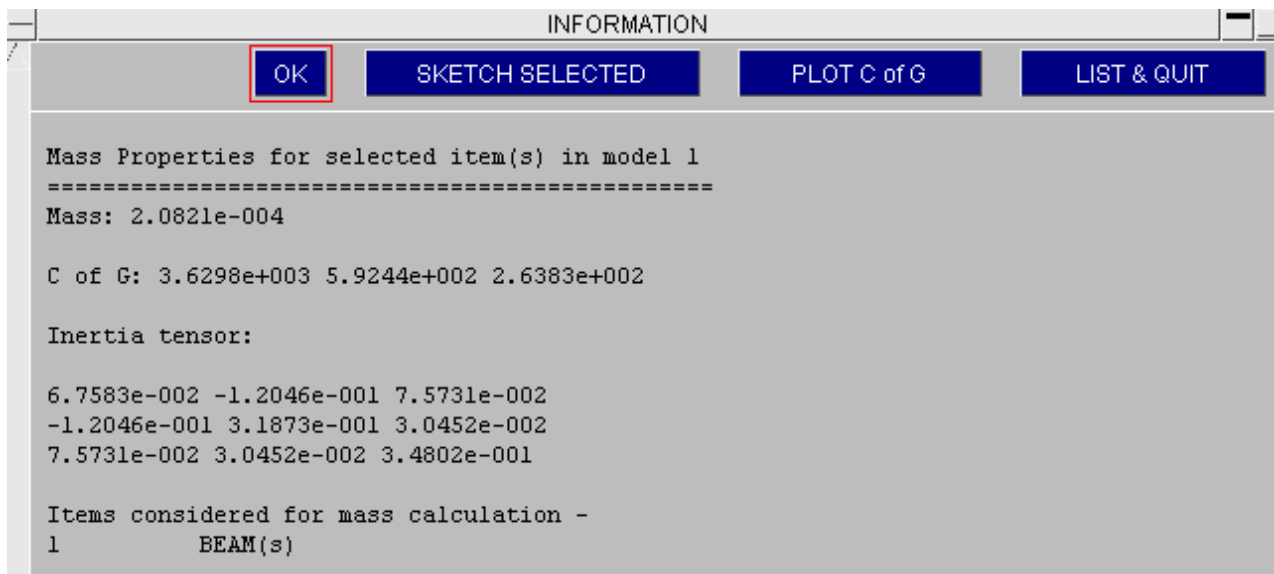 INFORMATION
OK SKETCH SELECTED PLOT C of G LIST & QUIT
Mass Properties for selected item(s) in model 1
================================================
Mass: 2.0821e-004
C of G: 3.6298e+003 5.9244e+002 2.6383e+002
Inertia tensor:
6.7583e-002 -1.2046e-001 7.5731e-002
-1.2046e-001 3.1873e-001 3.0452e-002
7.5731e-002 3.0452e-002 3.4802e-001
Items considered for mass calculation -
1 BEAM(s)